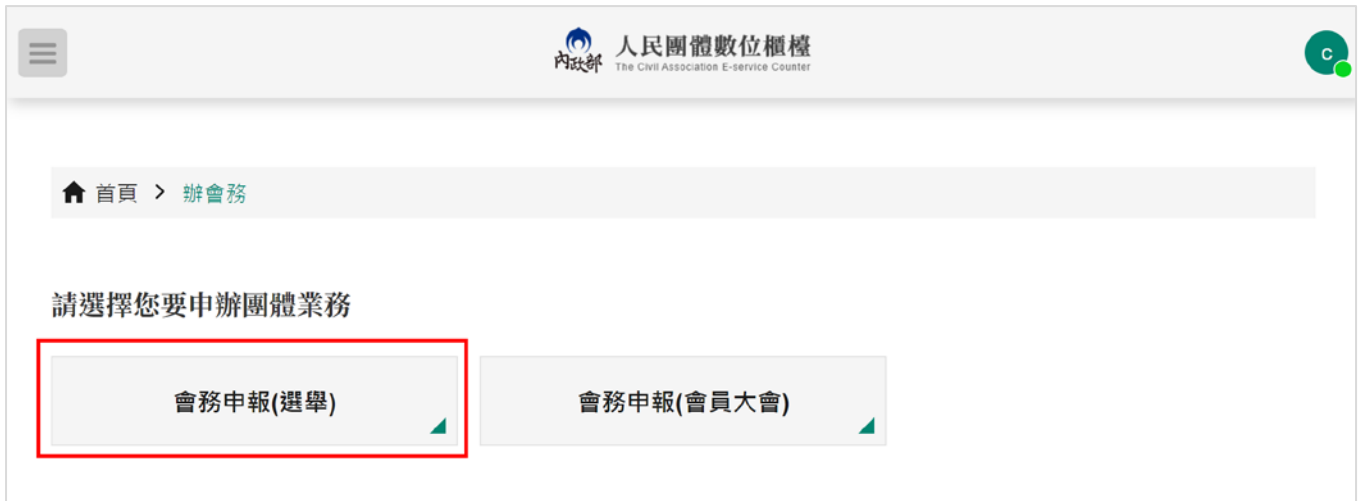 內政部
人民團體數位櫃檯
The Civil Association E-service Counter
C
首頁 > 辦會務
請選擇您要申辦團體業務
會務申報(選舉)
會務申報(會員大會)